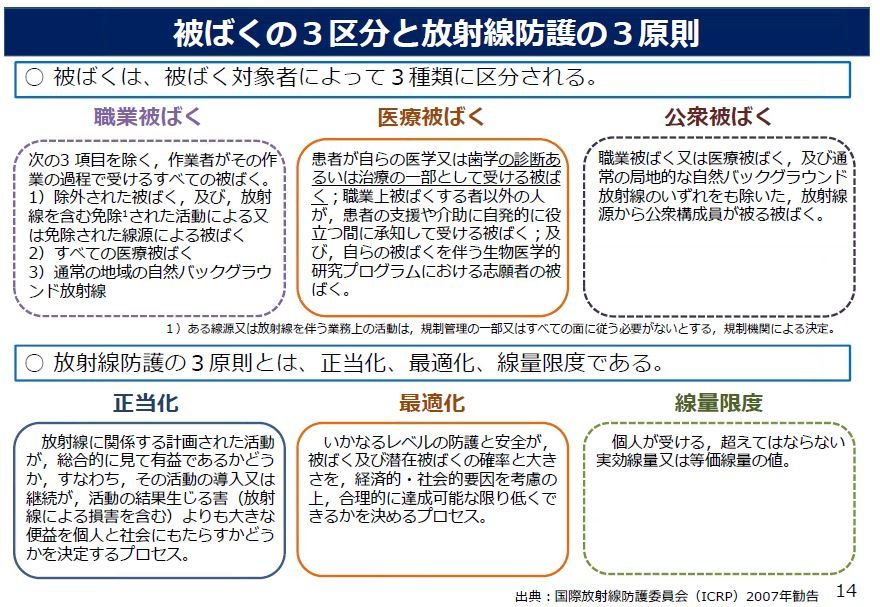 被ばくの３区分と放射線防護の３原則
○ 被ばくは、被ばく対象者によって３種類に区分される。
職業被ばく
次の3 項目を除く，作業者がその作
業の過程で受けるすべての被ばく。
1）除外された被ばく，及び，放射
線を含む免除¹された活動による又
は免除された線源による被ばく
2）すべての医療被ばく
3）通常の地域の自然バックグラウ
ンド放射線
医療被ばく
患者が自らの医学又は歯学の診断あ
るいは治療の一部として受ける被ば
く；職業上被ばくする者以外の人
が，患者の支援や介助に自発的に役
立つ間に承知して受ける被ばく；及
び，自らの被ばくを伴う生物医学的
研究プログラムにおける志願者の被
ばく。
公衆被ばく
職業被ばく又は医療被ばく，及び通
常の局地的な自然バックグラウンド
放射線のいずれをも除いた，放射線
源から公衆構成員が被る被ばく。
1）ある線源又は放射線を伴う業務上の活動は，規制管理の一部又はすべての面に従う必要がないとする，規制機関による決定。
○ 放射線防護の３原則とは、正当化、最適化、線量限度である。
正当化
放射線に関係する計画された活動
が，総合的に見て有益であるかどう
か，すなわち，その活動の導入又は
継続が，活動の結果生じる害（放射
線による損害を含む）よりも大きな
便益を個人と社会にもたらすかどう
かを決定するプロセス。
最適化
いかなるレベルの防護と安全が，
被ばく及び潜在被ばくの確率と大き
さを，経済的・社会的要因を考慮の
上，合理的に達成可能な限り低くで
きるかを決めるプロセス。
線量限度
個人が受ける，超えてはならない
実効線量又は等価線量の値。
出典：国際放射線防護委員会（ICRP）2007年勧告
14